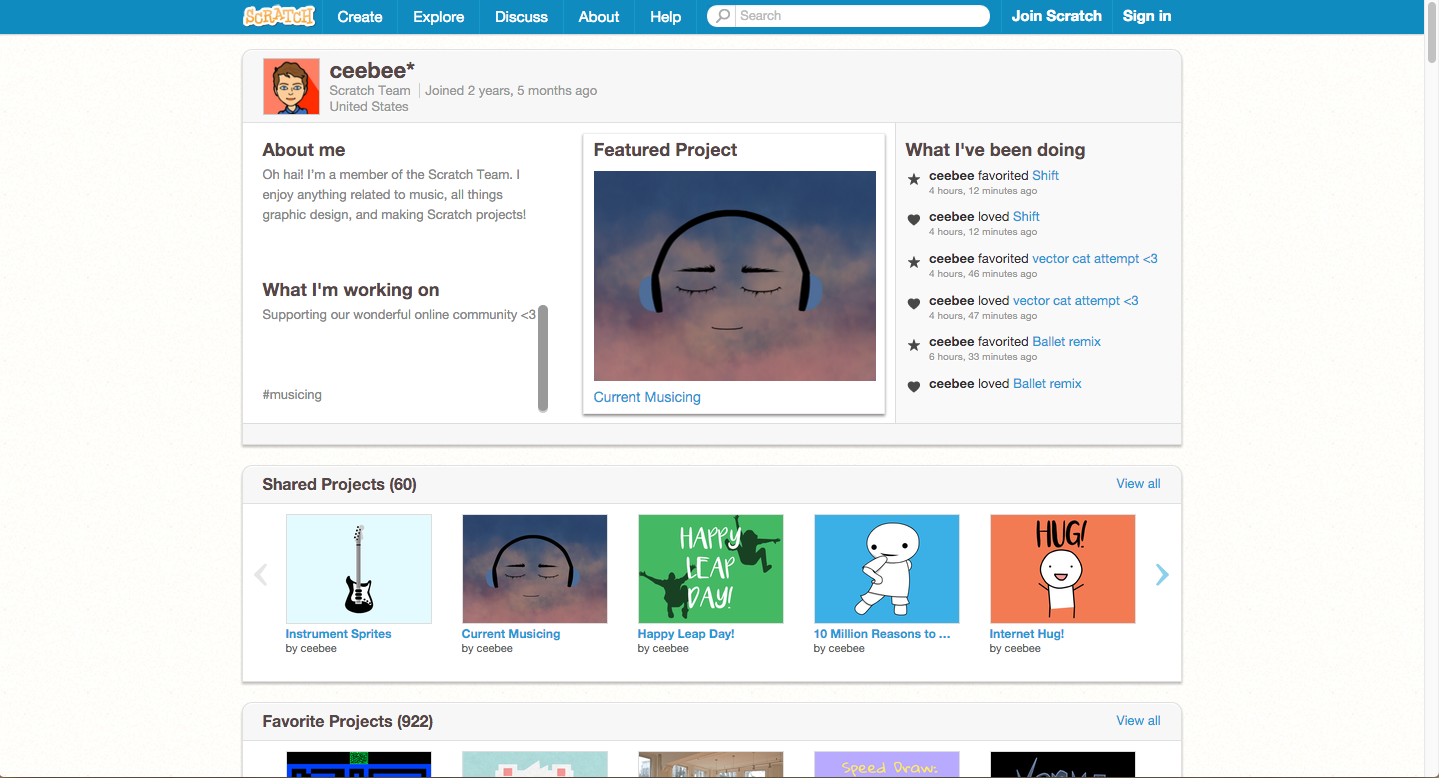 SCRATCH Create Explore Discuss About Help Search Join Scratch Sign in
ceebee*
Scratch Team Joined 2 years, 5 months ago
United States
About me
Oh hai! I'm a member of the Scratch Team. I
enjoy anything related to music, all things
graphic design, and making Scratch projects!
What I'm working on
Supporting our wonderful online community <3
#musicing
Featured Project
Current Musicing
What I've been doing
ceebee favorited Shift
4 hours, 12 minutes ago
ceebee loved Shift
4 hours, 12 minutes ago
ceebee favorited vector cat attempt <3
4 hours, 46 minutes ago
ceebee loved vector cat attempt <3
4 hours, 47 minutes ago
ceebee favorited Ballet remix
6 hours, 33 minutes ago
ceebee loved Ballet remix
Shared Projects (60)
View all
Instrument Sprites
by ceebee
Current Musicing
by ceebee
HAPPY
LEAP
DAY!
Happy Leap Day!
by ceebee
10 Million Reasons to ...
by ceebee
HUG!
Internet Hug!
by ceebee
Favorite Projects (922)
View all
Speed Draw: